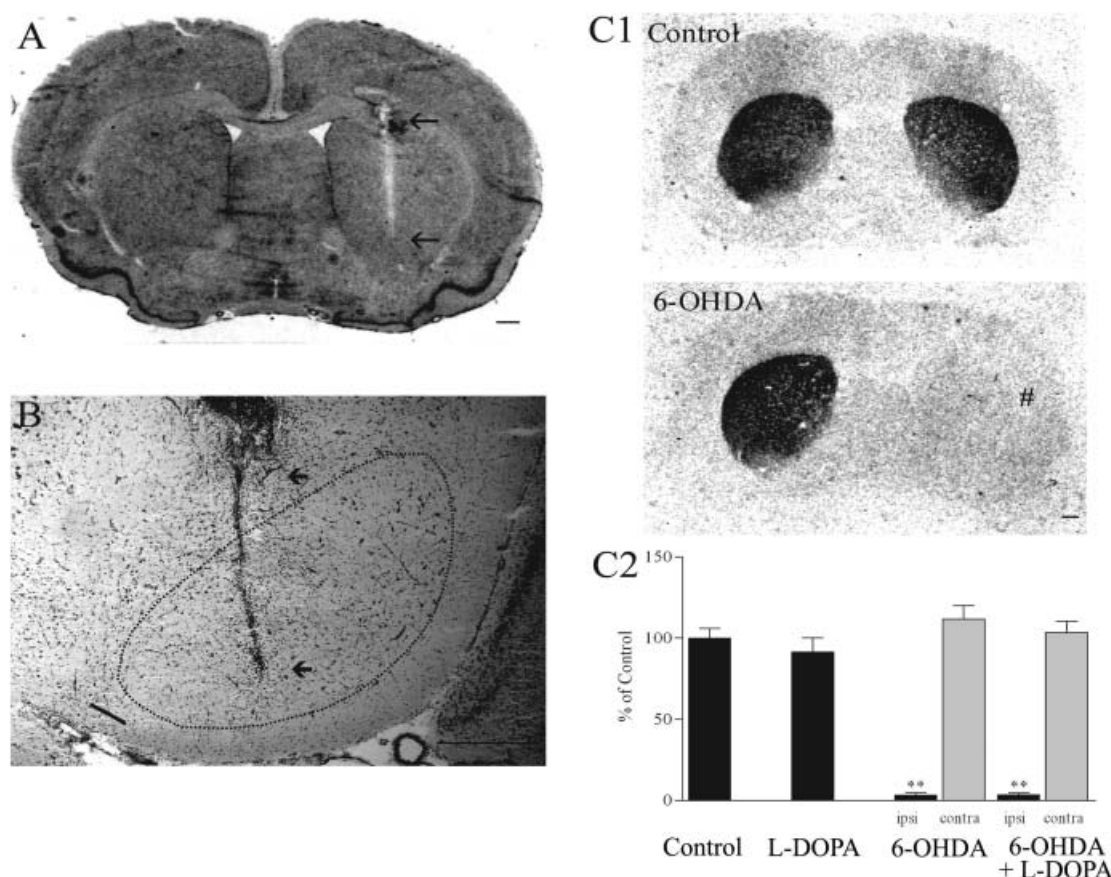 A
B
C1 Control
6-OHDA
#
C2
% of Control
150
100
50
0
** **
ipsi contra ipsi contra
Control L-DOPA 6-OHDA 6-OHDA
+ L-DOPA